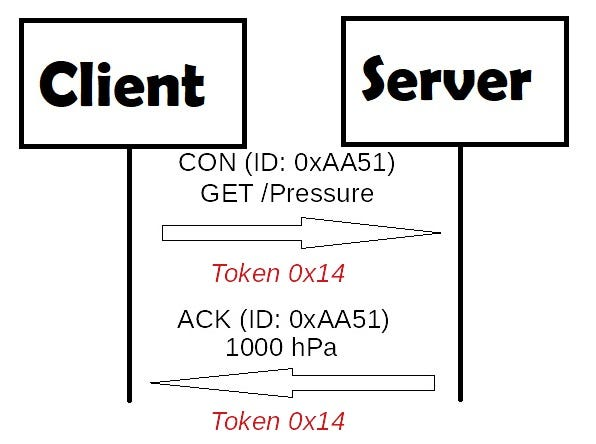 Client
Server
CON (ID: 0xAA51)
GET /Pressure
Token 0x14
ACK (ID: 0xAA51)
1000 hPa
Token 0x14